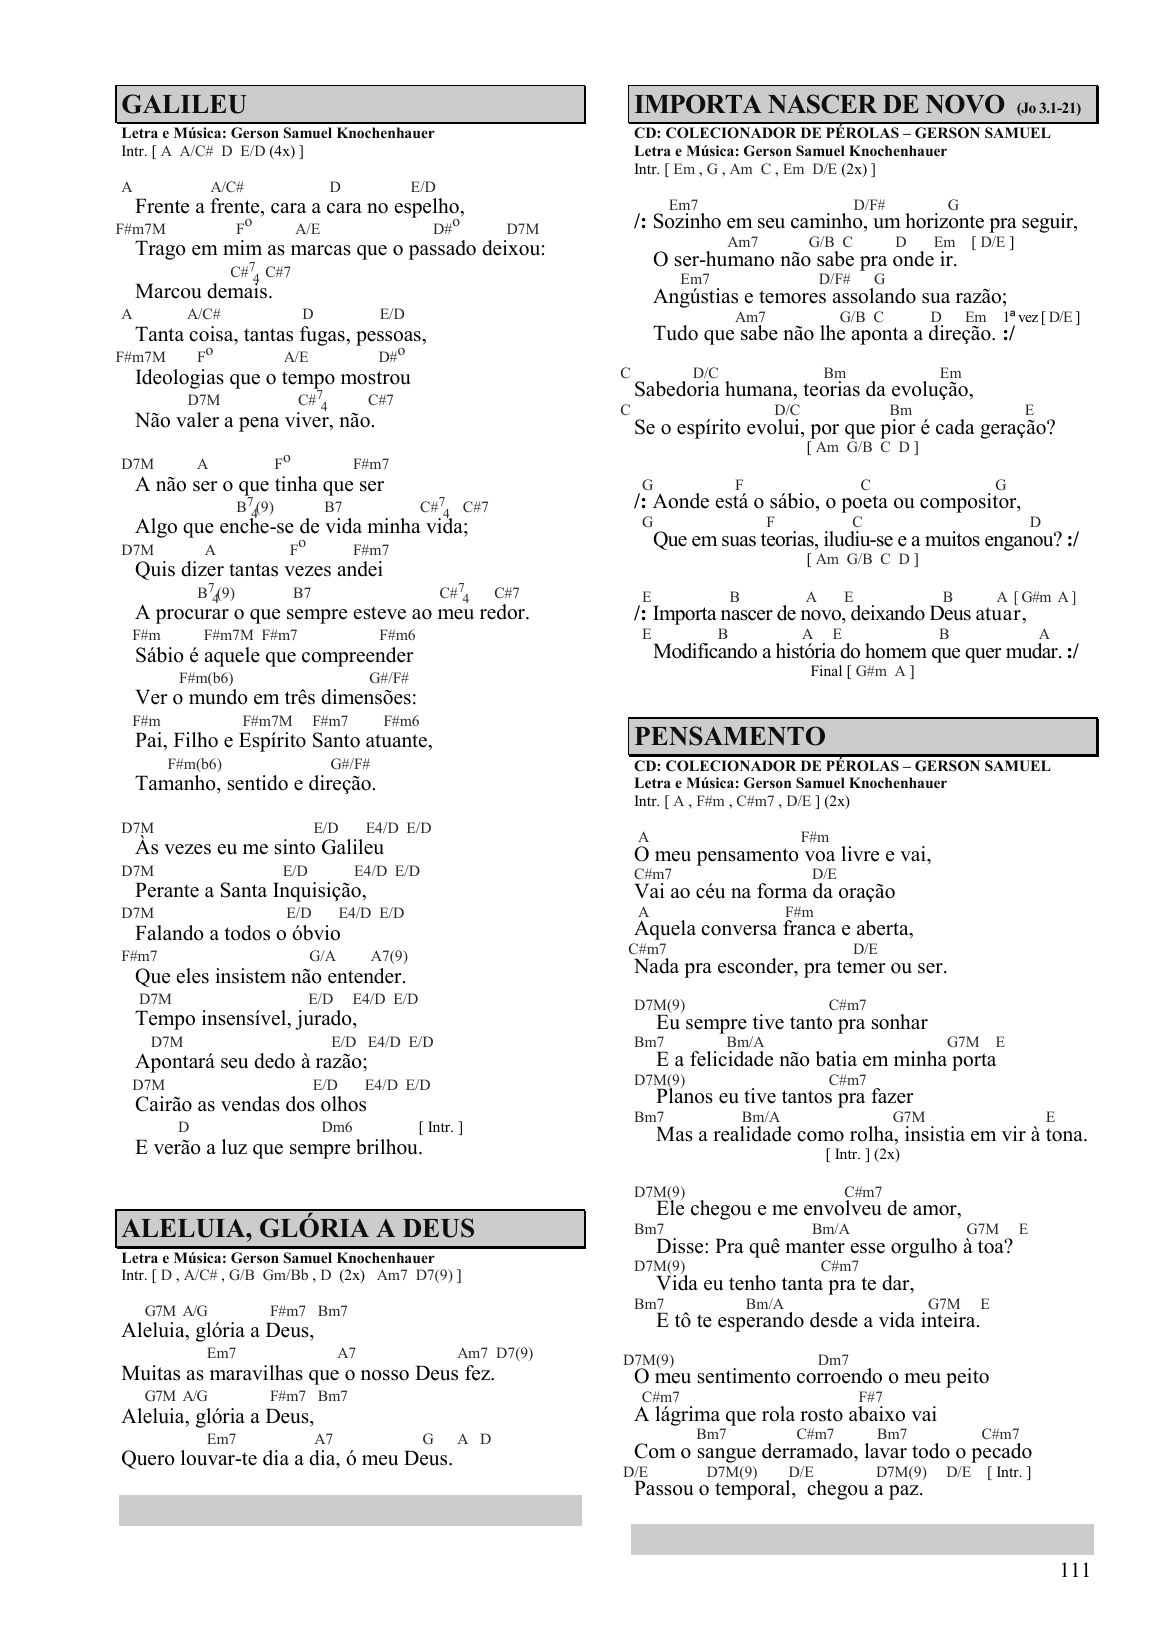 GALILEU
Letra e Música: Gerson Samuel Knochenhauer
Intr. [ A A/C# D E/D (4x) ]
A A/C# D E/D
Frente a frente, cara a cara no espelho,
F#m7M Fº A/E D#º D7M
Trago em mim as marcas que o passado deixou:
C#7 4 C#7
Marcou demais.
A A/C# D E/D
Tanta coisa, tantas fugas, pessoas,
F#m7M Fº A/E D#º
Ideologias que o tempo mostrou
D7M C#7 4 C#7
Não valer a pena viver, não.
D7M A Fº F#m7
A não ser o que tinha que ser
B7 4(9) B7 C#7 4 C#7
Algo que enche-se de vida minha vida;
D7M A Fº F#m7
Quis dizer tantas vezes andei
B7 4(9) B7 C#7 4 C#7
A procurar o que sempre esteve ao meu redor.
F#m F#m7M F#m7 F#m6
Sábio é aquele que compreender
F#m(b6) G#/F#
Ver o mundo em três dimensões:
F#m F#m7M F#m7 F#m6
Pai, Filho e Espírito Santo atuante,
F#m(b6) G#/F#
Tamanho, sentido e direção.
D7M E/D E4/D E/D
Às vezes eu me sinto Galileu
D7M E/D E4/D E/D
Perante a Santa Inquisição,
D7M E/D E4/D E/D
Falando a todos o óbvio
F#m7 G/A A7(9)
Que eles insistem não entender.
D7M E/D E4/D E/D
Tempo insensível, jurado,
D7M E/D E4/D E/D
Apontará seu dedo à razão;
D7M E/D E4/D E/D
Cairão as vendas dos olhos
D Dm6 [ Intr. ]
E verão a luz que sempre brilhou.
ALELUIA, GLÓRIA A DEUS
Letra e Música: Gerson Samuel Knochenhauer
Intr. [ D , A/C# , G/B Gm/Bb , D (2x) Am7 D7(9) ]
G7M A/G F#m7 Bm7
Aleluia, glória a Deus,
Em7 A7 Am7 D7(9)
Muitas as maravilhas que o nosso Deus fez.
G7M A/G F#m7 Bm7
Aleluia, glória a Deus,
Em7 A7 G A D
Quero louvar-te dia a dia, ó meu Deus.
IMPORTA NASCER DE NOVO (Jo 3.1-21)
CD: COLECIONADOR DE PÉROLAS – GERSON SAMUEL
Letra e Música: Gerson Samuel Knochenhauer
Intr. [ Em , G , Am C , Em D/E (2x) ]
Em7 D/F# G
/: Sozinho em seu caminho, um horizonte pra seguir,
Am7 G/B C D Em [ D/E ]
O ser-humano não sabe pra onde ir.
Em7 D/F# G
Angústias e temores assolando sua razão;
Am7 G/B C D Em 1ª vez [ D/E ]
Tudo que sabe não lhe aponta a direção. :/
C D/C Bm Em
Sabedoria humana, teorias da evolução,
C D/C Bm E
Se o espírito evolui, por que pior é cada geração?
[ Am G/B C D ]
G F C G
/: Aonde está o sábio, o poeta ou compositor,
G F C D
Que em suas teorias, iludiu-se e a muitos enganou? :/
[ Am G/B C D ]
E B A E B A [ G#m A ]
/: Importa nascer de novo, deixando Deus atuar,
E B A E B A
Modificando a história do homem que quer mudar. :/
Final [ G#m A ]
PENSAMENTO
CD: COLECIONADOR DE PÉROLAS – GERSON SAMUEL
Letra e Música: Gerson Samuel Knochenhauer
Intr. [ A , F#m , C#m7 , D/E ] (2x)
A F#m
O meu pensamento voa livre e vai,
C#m7 D/E
Vai ao céu na forma da oração
A F#m
Aquela conversa franca e aberta,
C#m7 D/E
Nada pra esconder, pra temer ou ser.
D7M(9) C#m7
Eu sempre tive tanto pra sonhar
Bm7 Bm/A G7M E
E a felicidade não batia em minha porta
D7M(9) C#m7
Planos eu tive tantos pra fazer
Bm7 Bm/A G7M E
Mas a realidade como rolha, insistia em vir à tona.
[ Intr. ] (2x)
D7M(9) C#m7
Ele chegou e me envolveu de amor,
Bm7 Bm/A G7M E
Disse: Pra quê manter esse orgulho à toa?
D7M(9) C#m7
Vida eu tenho tanta pra te dar,
Bm7 Bm/A G7M E
E tô te esperando desde a vida inteira.
D7M(9) Dm7
O meu sentimento corroendo o meu peito
C#m7 F#7
A lágrima que rola rosto abaixo vai
Bm7 C#m7 Bm7 C#m7
Com o sangue derramado, lavar todo o pecado
D/E D7M(9) D/E D7M(9) D/E [ Intr. ]
Passou o temporal, chegou a paz.
111